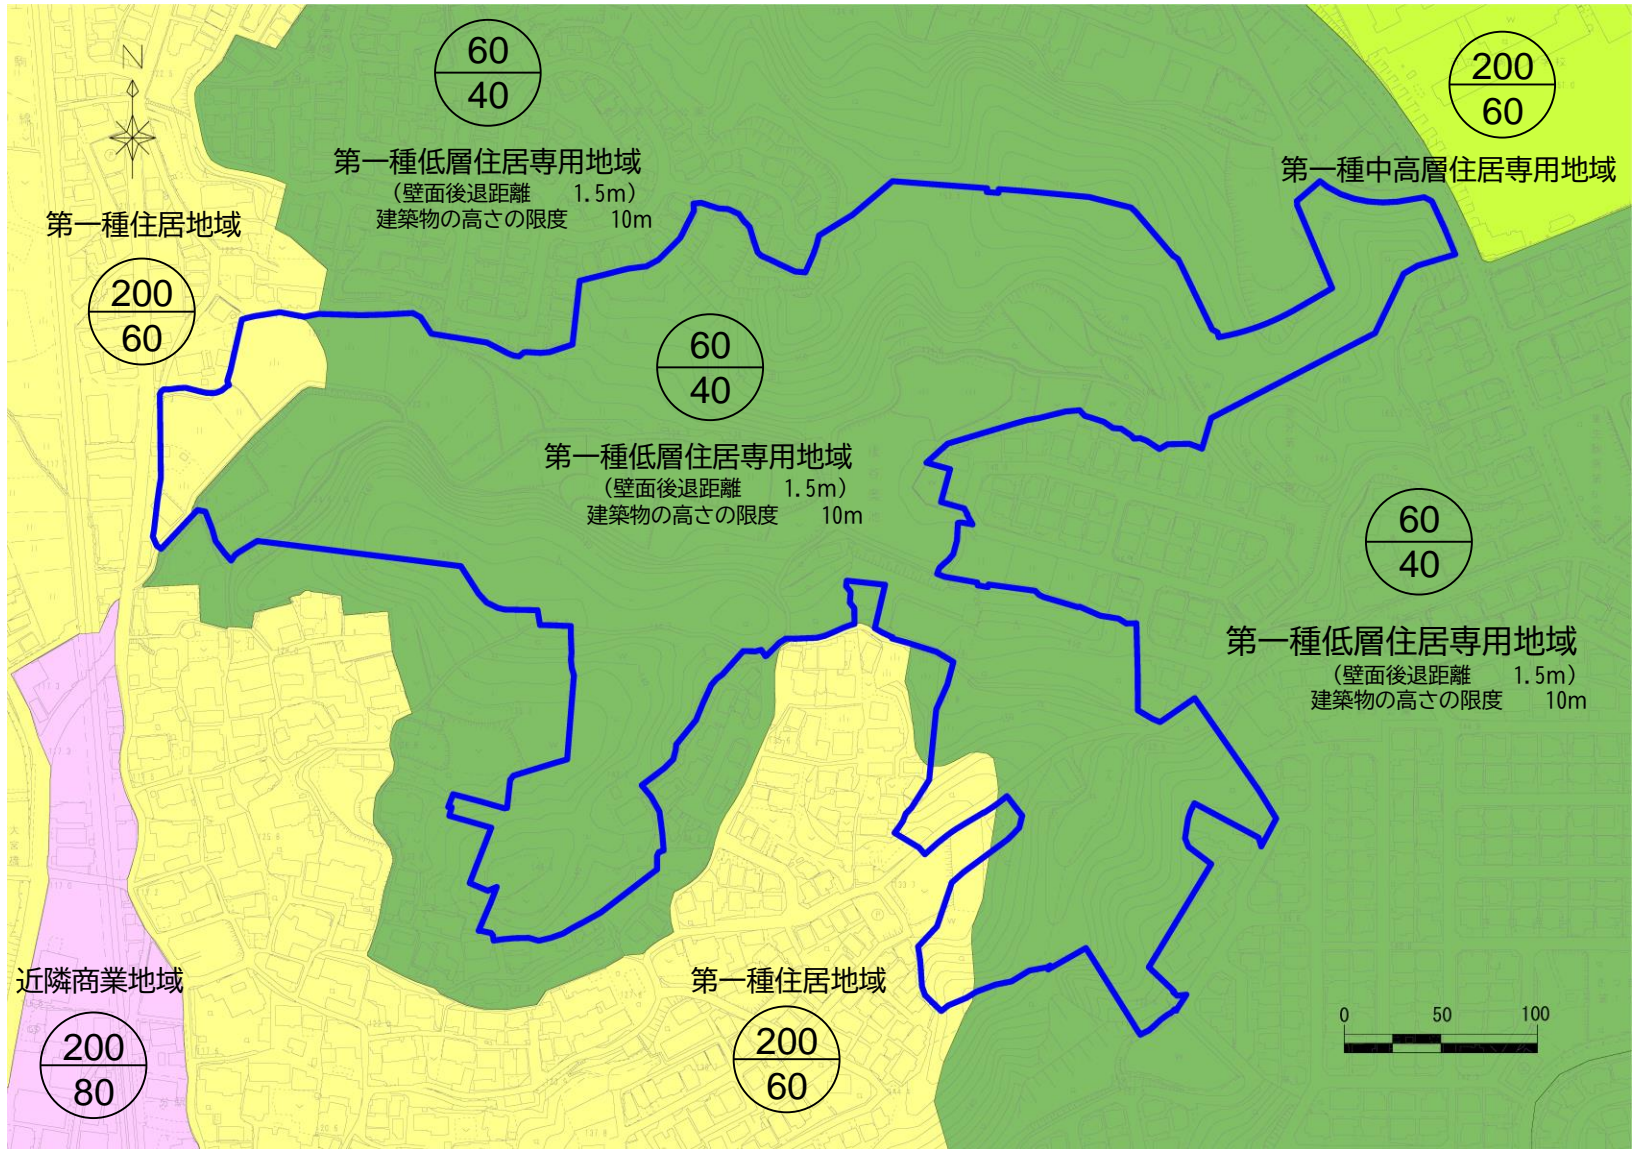 N
60
40
第一種低層住居専用地域
(壁面後退距離 1.5m)
建築物の高さの限度 10m
200
60
第一種中高層住居専用地域
第一種住居地域
200
60
60
40
第一種低層住居専用地域
(壁面後退距離 1.5m)
建築物の高さの限度 10m
60
40
第一種低層住居専用地域
(壁面後退距離 1.5m)
建築物の高さの限度 10m
近隣商業地域
200
80
第一種住居地域
200
60
0 50 100